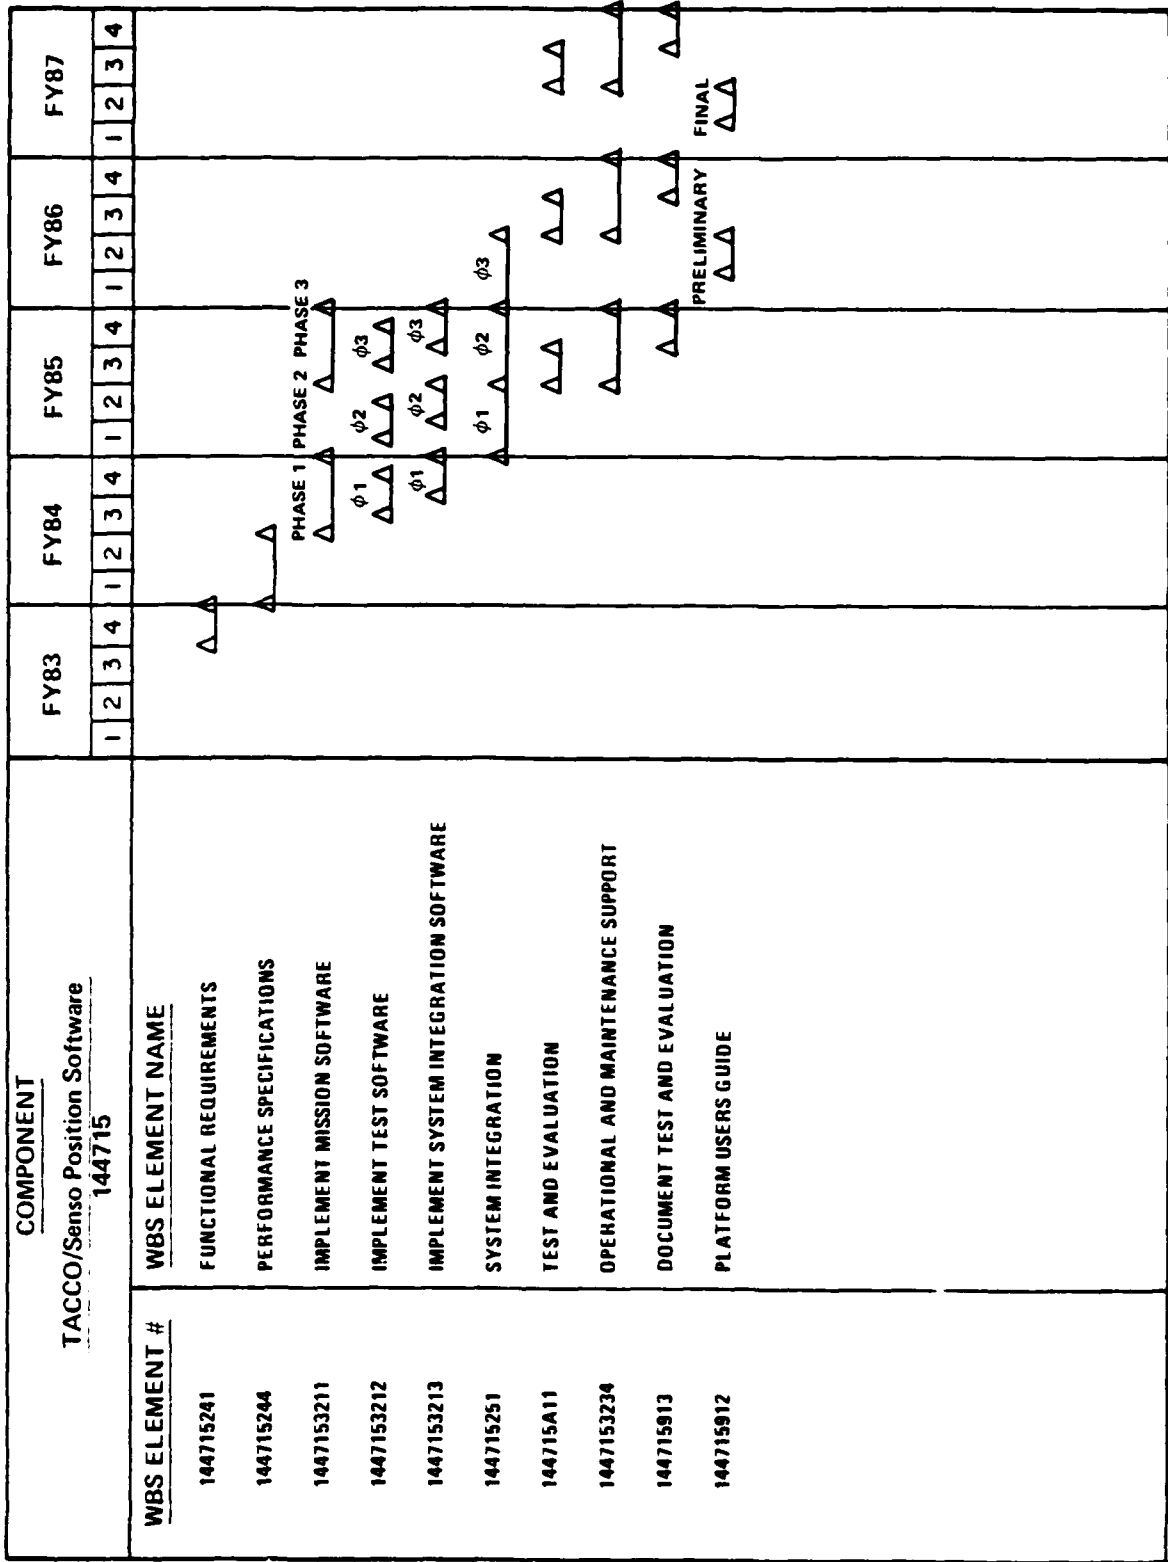 COMPONENT
TACCO/Senso Position Software
144715
FY83 FY84 FY85 FY86 FY87
1 2 3 4 1 2 3 4 1 2 3 4 1 2 3 4 1 2 3 4
WBS ELEMENT # WBS ELEMENT NAME
144715241 FUNCTIONAL REQUIREMENTS
144715244 PERFORMANCE SPECIFICATIONS
PHASE 1 PHASE 2 PHASE 3
1447153211 IMPLEMENT MISSION SOFTWARE
ϕ1 ϕ2 ϕ3
1447153212 IMPLEMENT TEST SOFTWARE
ϕ1 ϕ2 ϕ3
1447153213 IMPLEMENT SYSTEM INTEGRATION SOFTWARE
ϕ1 ϕ2 ϕ3
144715251 SYSTEM INTEGRATION
144715A11 TEST AND EVALUATION
1447153234 OPERATIONAL AND MAINTENANCE SUPPORT
144715913 DOCUMENT TEST AND EVALUATION
PRELIMINARY FINAL
144715912 PLATFORM USERS GUIDE